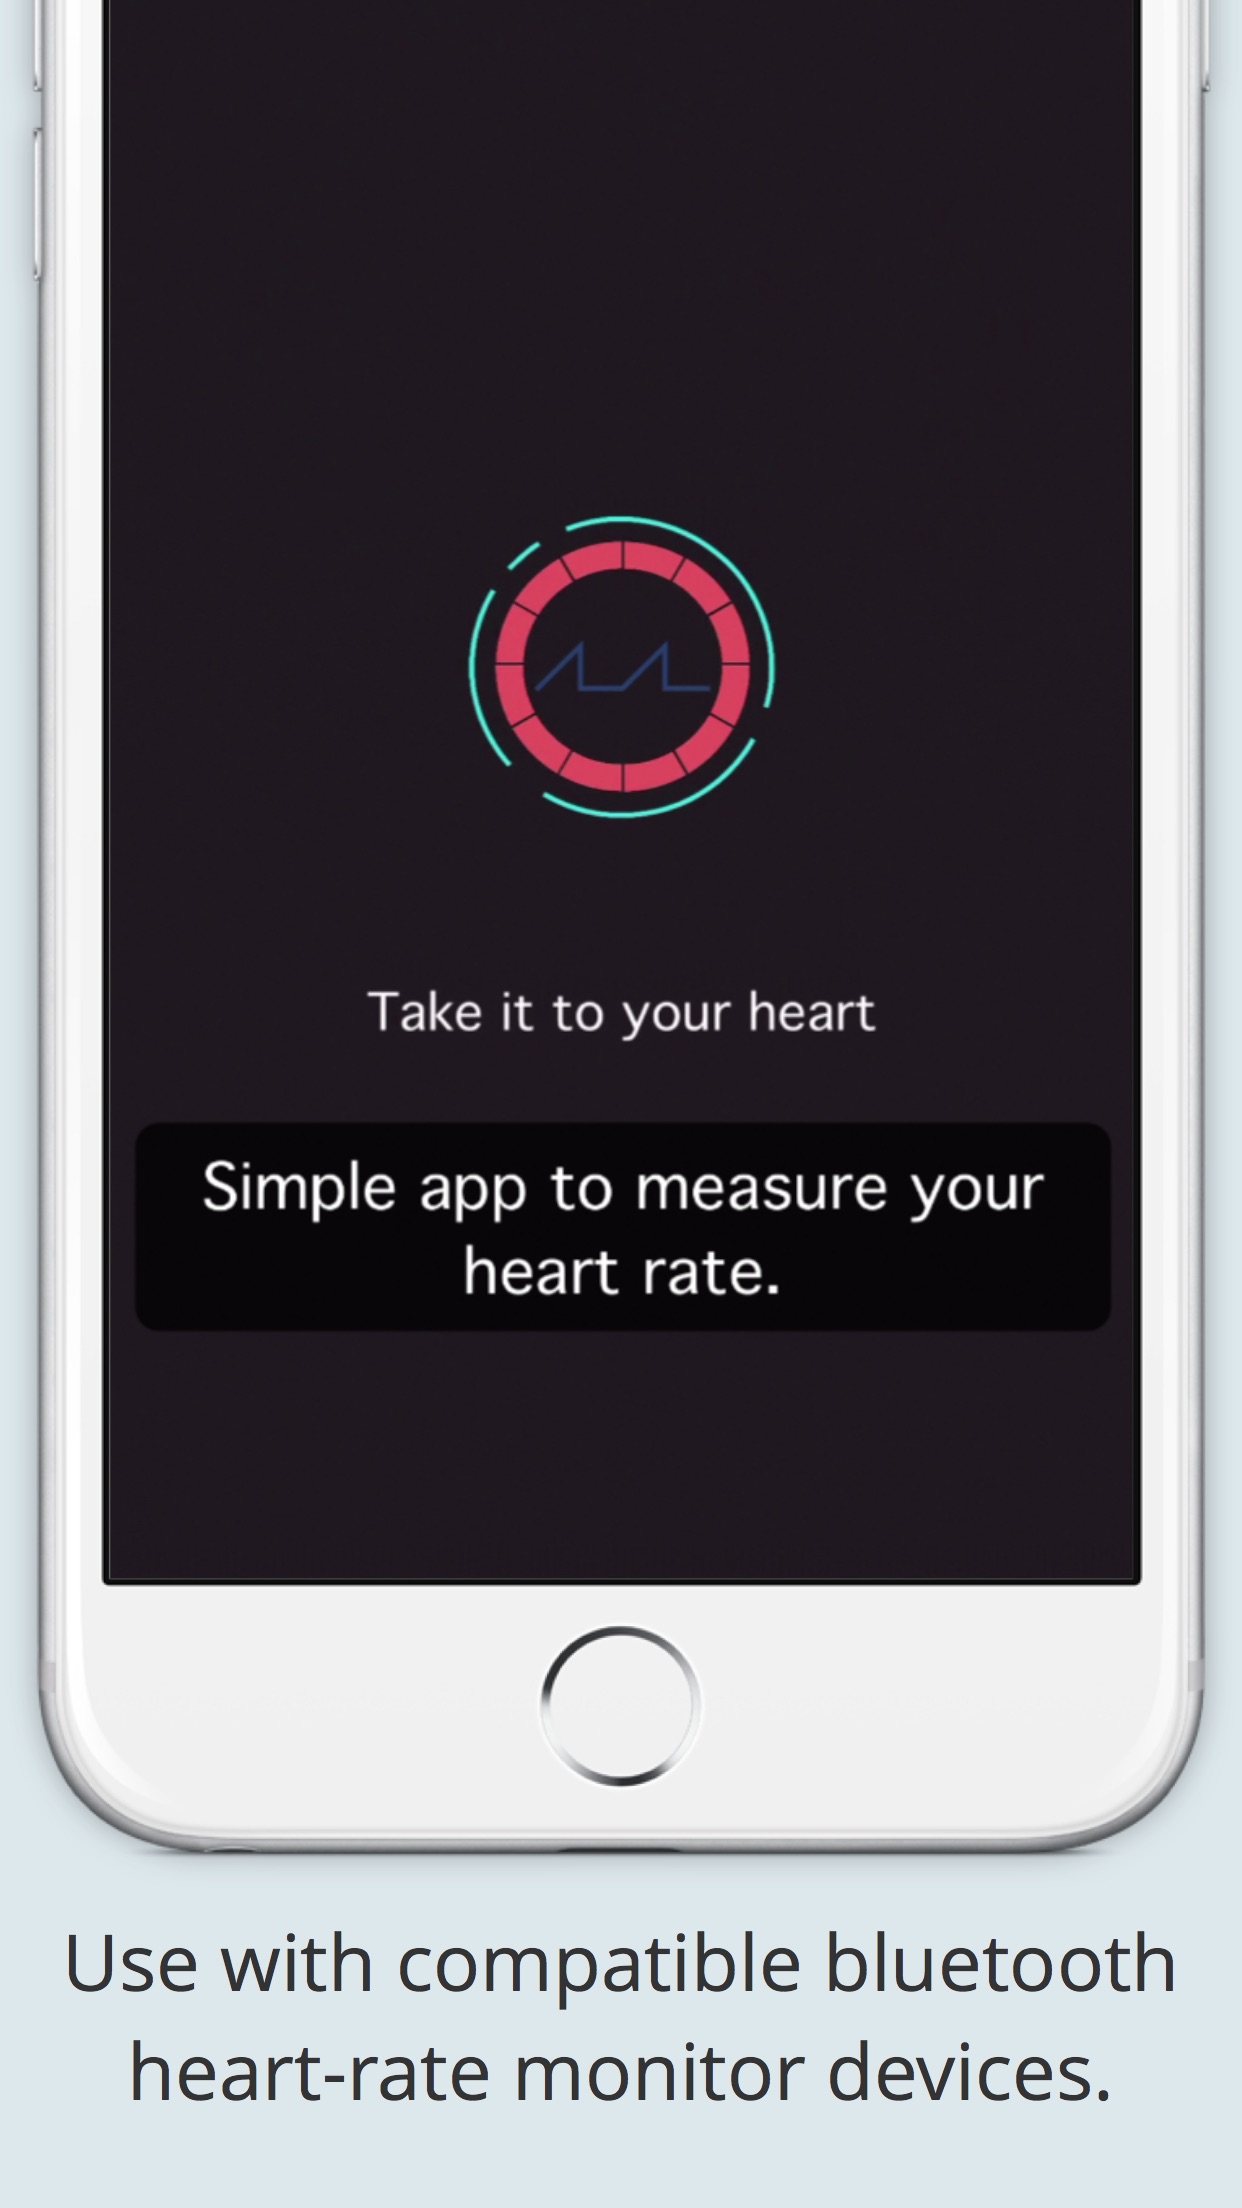 Take it to your heart
Simple app to measure your
heart rate.
Use with compatible bluetooth
heart-rate monitor devices.